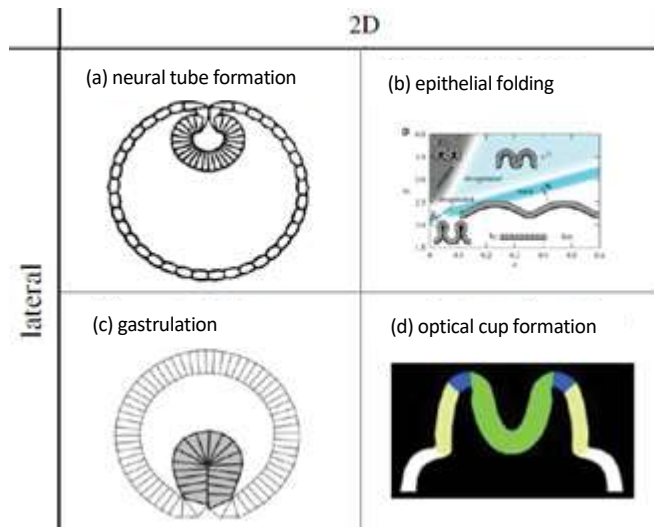 2D
lateral
(a) neural tube formation
(b) epithelial folding
(c) gastrulation
(d) optical cup formation